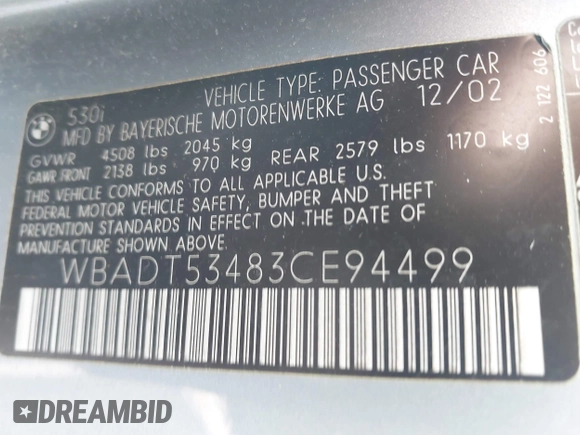 530i VEHICLE TYPE: PASSENGER CAR
MFD BY BAYERISCHE MOTORENWERKE AG 12/02
GVWR 4508 lbs 2045 kg
GAWR FRONT 2138 lbs 970 kg REAR 2579 lbs 1170 kg
THIS VEHICLE CONFORMS TO ALL APPLICABLE U.S.
FEDERAL MOTOR VEHICLE SAFETY, BUMPER AND THEFT
PREVENTION STANDARDS IN EFFECT ON THE DATE OF
MANUFACTURE SHOWN ABOVE.
WBADT53483CE94499
2 122 606
DREAMBID